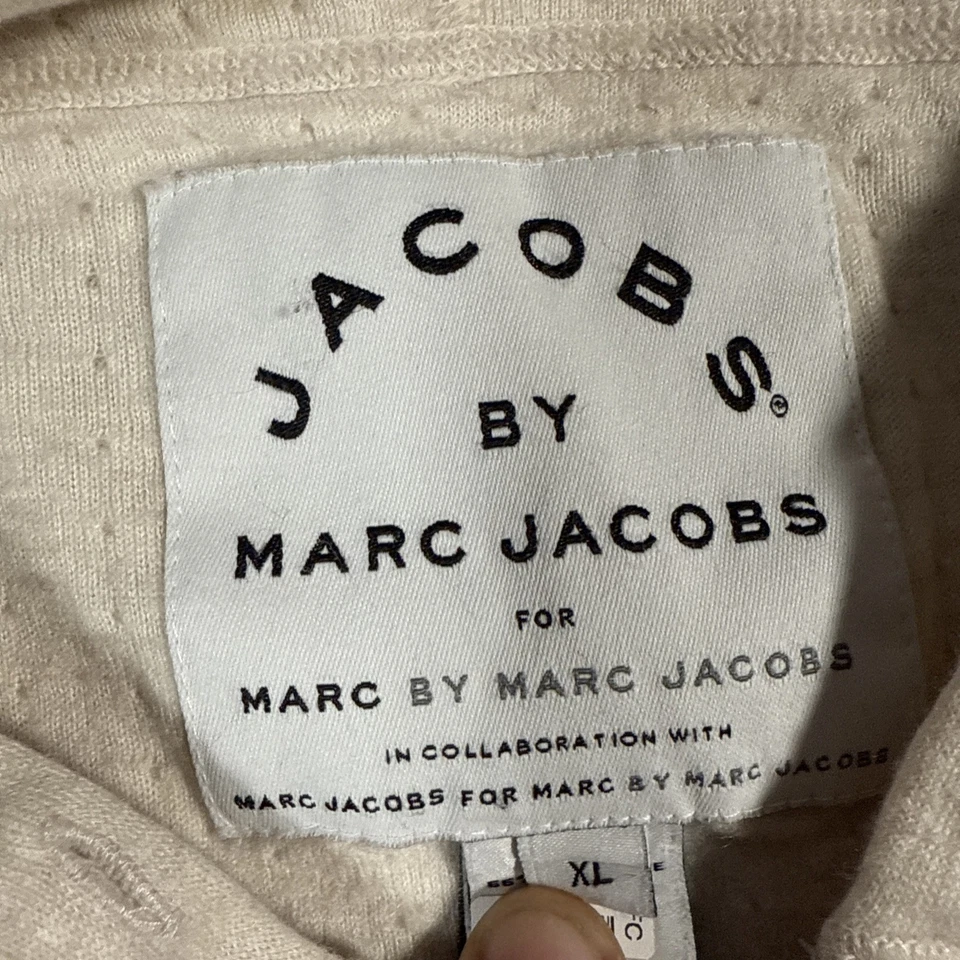 JACOBS®
BY
MARC JACOBS
FOR
MARC BY MARC JACOBS
IN COLLABORATION WITH
MARC JACOBS FOR MARC BY MARC JACOBS
XL